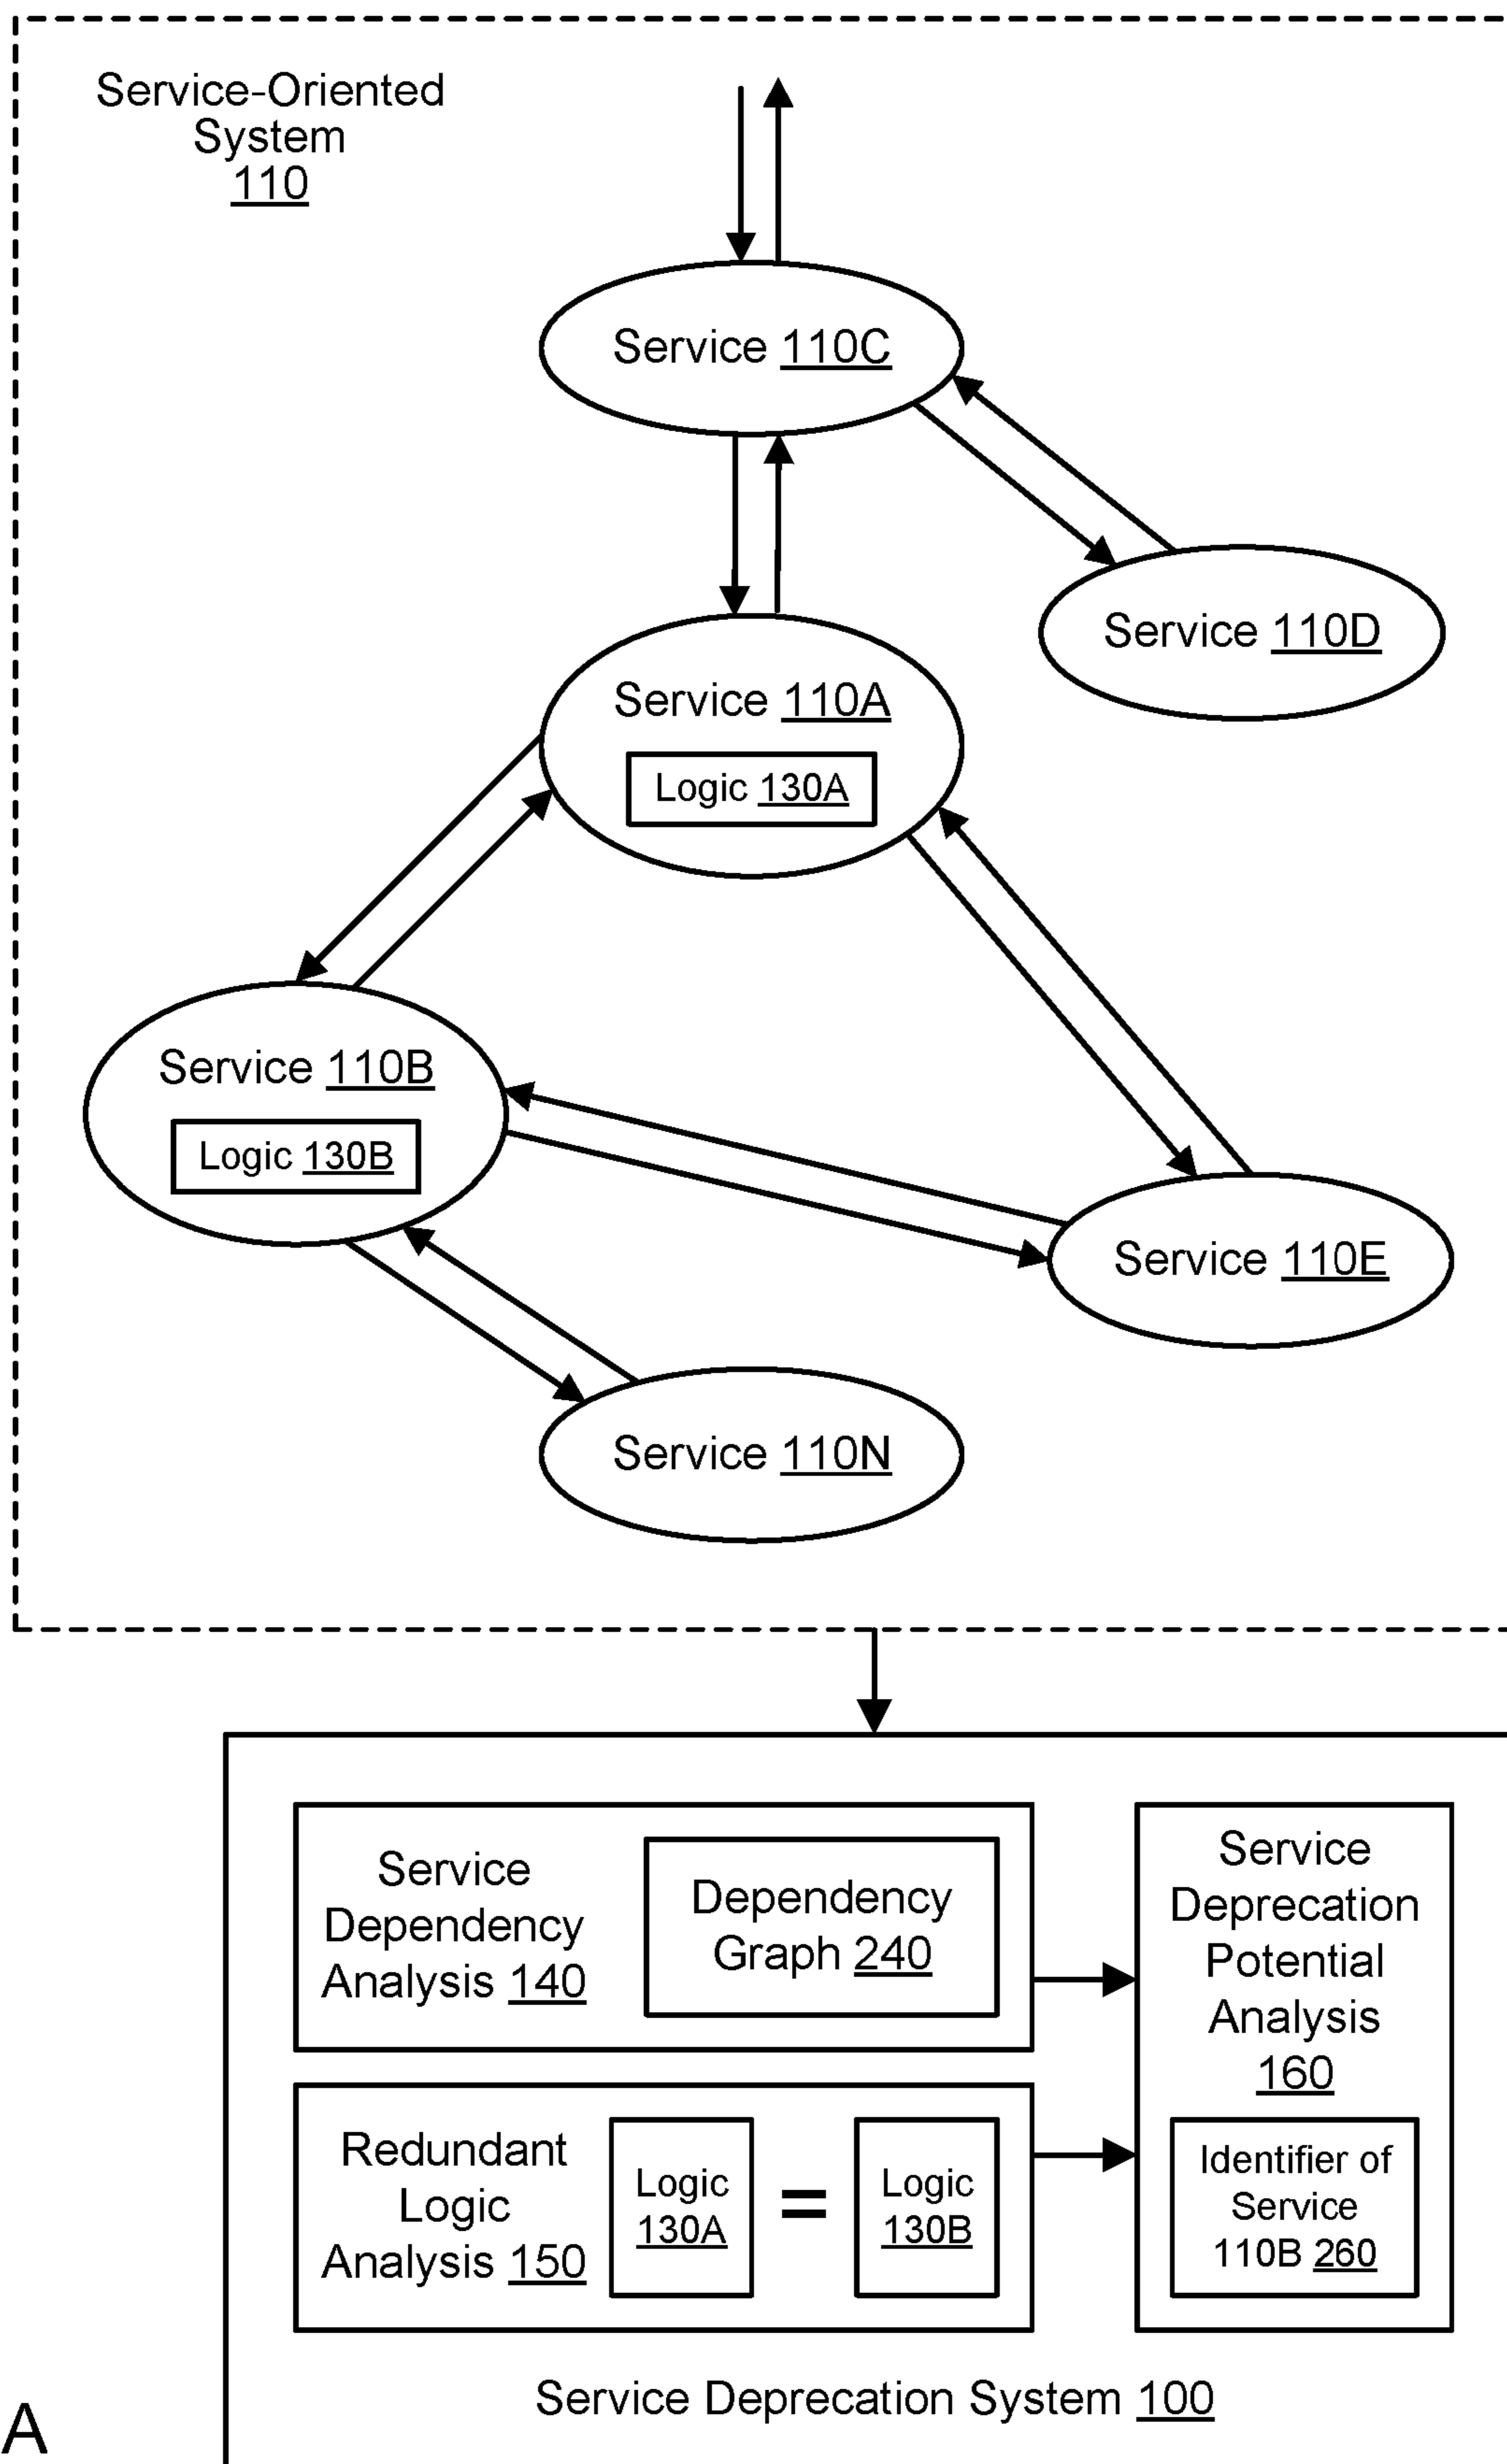 Service-Oriented
System
110
Service 110C
Service 110D
Service 110A
Logic 130A
Service 110B
Logic 130B
Service 110E
Service 110N
Service
Dependency
Analysis 140
Dependency
Graph 240
Service
Deprecation
Potential
Analysis
160
Redundant
Logic
Analysis 150
Logic
130A
=
Logic
130B
Identifier of
Service
110B 260
Service Deprecation System 100
A